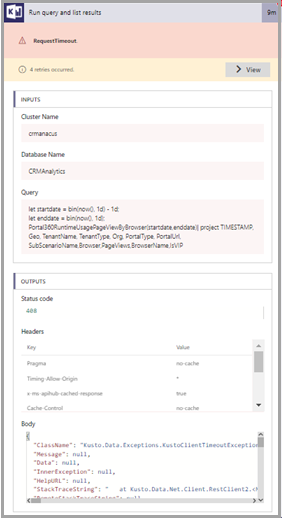 Run query and list results
9m
RequestTimeout
4 retries occurred.
View
INPUTS
Cluster Name
crmanacus
Database Name
CRMAnalytics
Query
let startdate = bin(now(), 1d) - 1d;
let enddate = bin(now(), 1d);
Portal360RuntimeUsagePageViewByBrowser(startdate,enddate)| project TIMESTAMP,
Geo, TenantName, TenantType, Org, PortalType, PortalUrl,
SubScenarioName,Browser,PageViews,BrowserName,IsVIP
OUTPUTS
Status code
408
Headers
Key Value
Pragma no-cache
Timing-Allow-Origin *
x-ms-apihub-cached-response true
Cache-Control no-cache
Body
{
"ClassName": "Kusto.Data.Exceptions.KustoClientTimeoutException
"Message": null,
"Data": null,
"InnerException": null,
"HelpURL": null,
"StackTraceString": " at Kusto.Data.Net.Client.RestClient2.<
"RemoteStackTraceString": null,